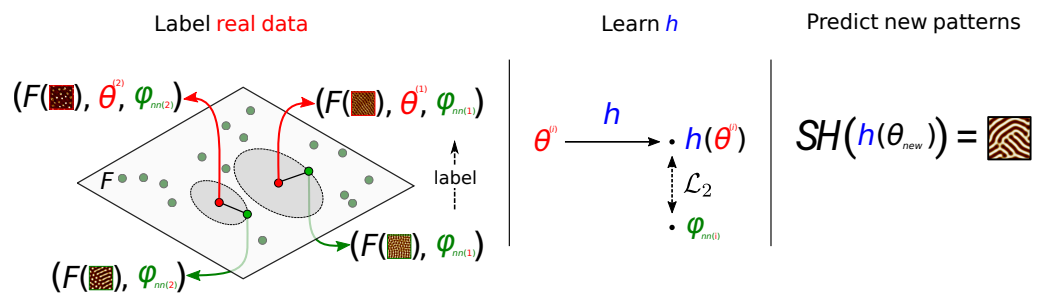 Label real data
Learn h
Predict new patterns
(F( ), θ⁽²⁾, φₙₙ₍₂₎)
(F( ), θ⁽¹⁾, φₙₙ₍₁₎)
F
label
(F( ), φₙₙ₍₁₎)
(F( ), φₙₙ₍₂₎)
θ⁽ⁱ⁾
h
h(θ⁽ⁱ⁾)
ℒ₂
φₙₙ₍ᵢ₎
SH(h(θ_new)) =